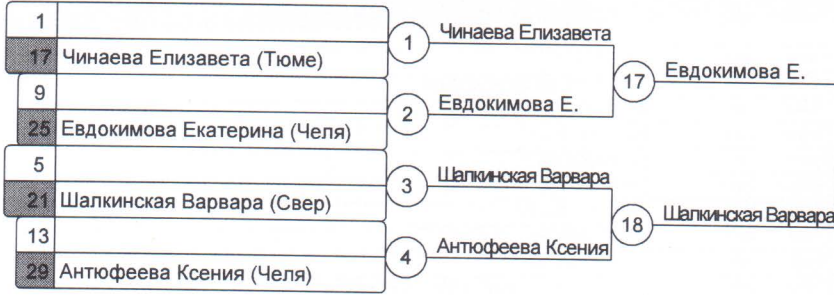 1
17 Чинаева Елизавета (Тюме)
1 Чинаева Елизавета
9
25 Евдокимова Екатерина (Челя)
2 Евдокимова Е.
17 Евдокимова Е.
5
21 Шалкинская Варвара (Свер)
3 Шалкинская Варвара
13
29 Антюфеева Ксения (Челя)
4 Антюфеева Ксения
18 Шалкинская Варвара